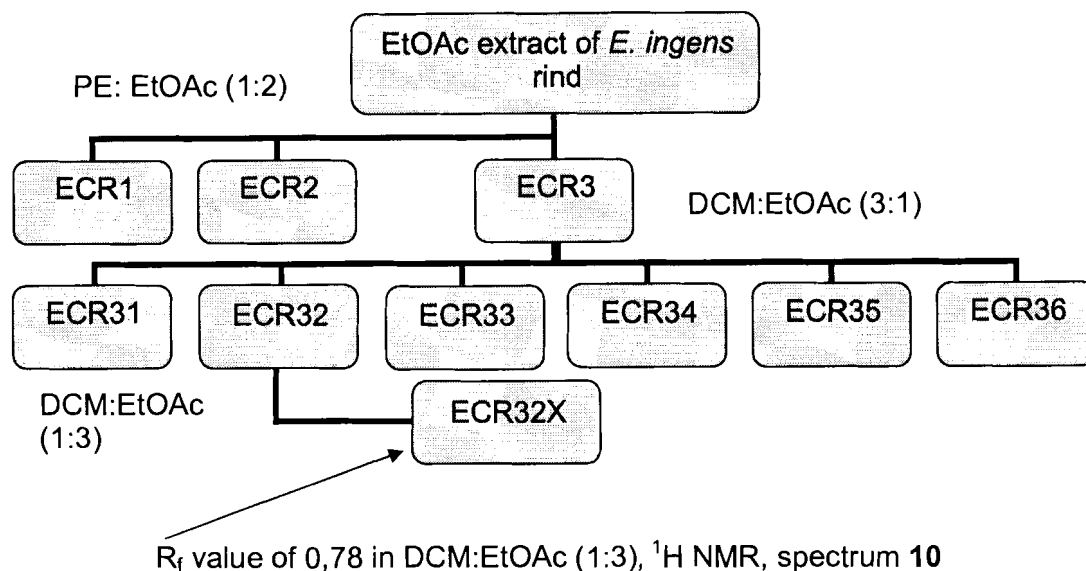 EtOAc extract of E. ingens
rind
PE: EtOAc (1:2)
ECR1
ECR2
ECR3
DCM:EtOAc (3:1)
ECR31
ECR32
ECR33
ECR34
ECR35
ECR36
DCM:EtOAc
(1:3)
ECR32X
Rf value of 0,78 in DCM:EtOAc (1:3), ¹H NMR, spectrum 10